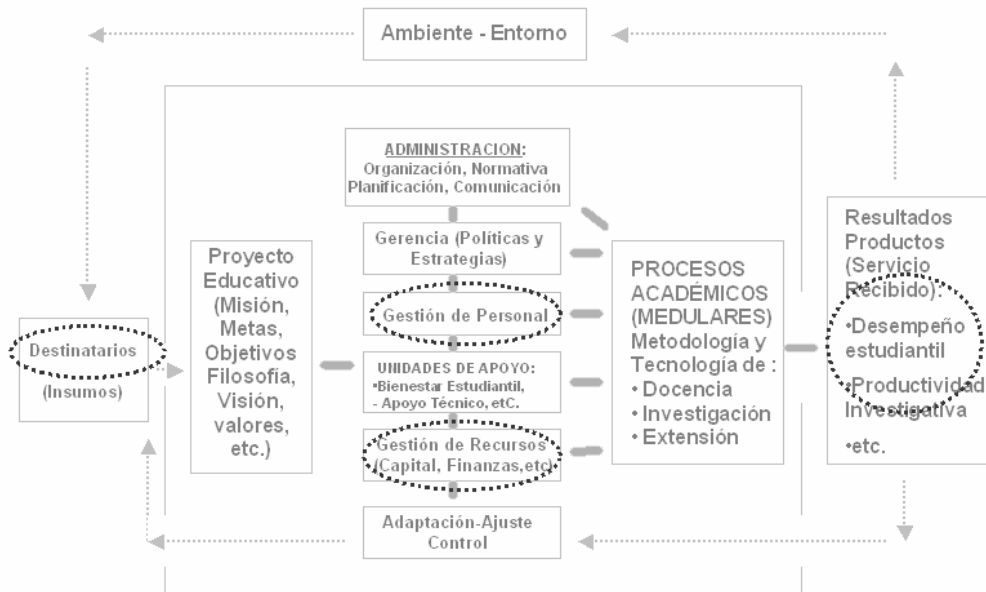 Ambiente - Entorno
ADMINISTRACION:
Organización, Normativa
Planificación, Comunicación
Gerencia (Políticas y
Estrategias)
Gestión de Personal
UNIDADES DE APOYO:
•Bienestar Estudiantil,
- Apoyo Técnico, etC.
Gestión de Recursos
(Capital, Finanzas,etc)
Adaptación-Ajuste
Control
Destinatarios
(Insumos)
Proyecto
Educativo
(Misión,
Metas,
Objetivos
Filosofía,
Visión,
valores,
etc.)
PROCESOS
ACADÉMICOS
(MEDULARES)
Metodología y
Tecnología de :
• Docencia
• Investigación
• Extensión
Resultados
Productos
(Servicio
Recibido):
•Desempeño
estudiantil
•Productividad
Investigativa
•etc.